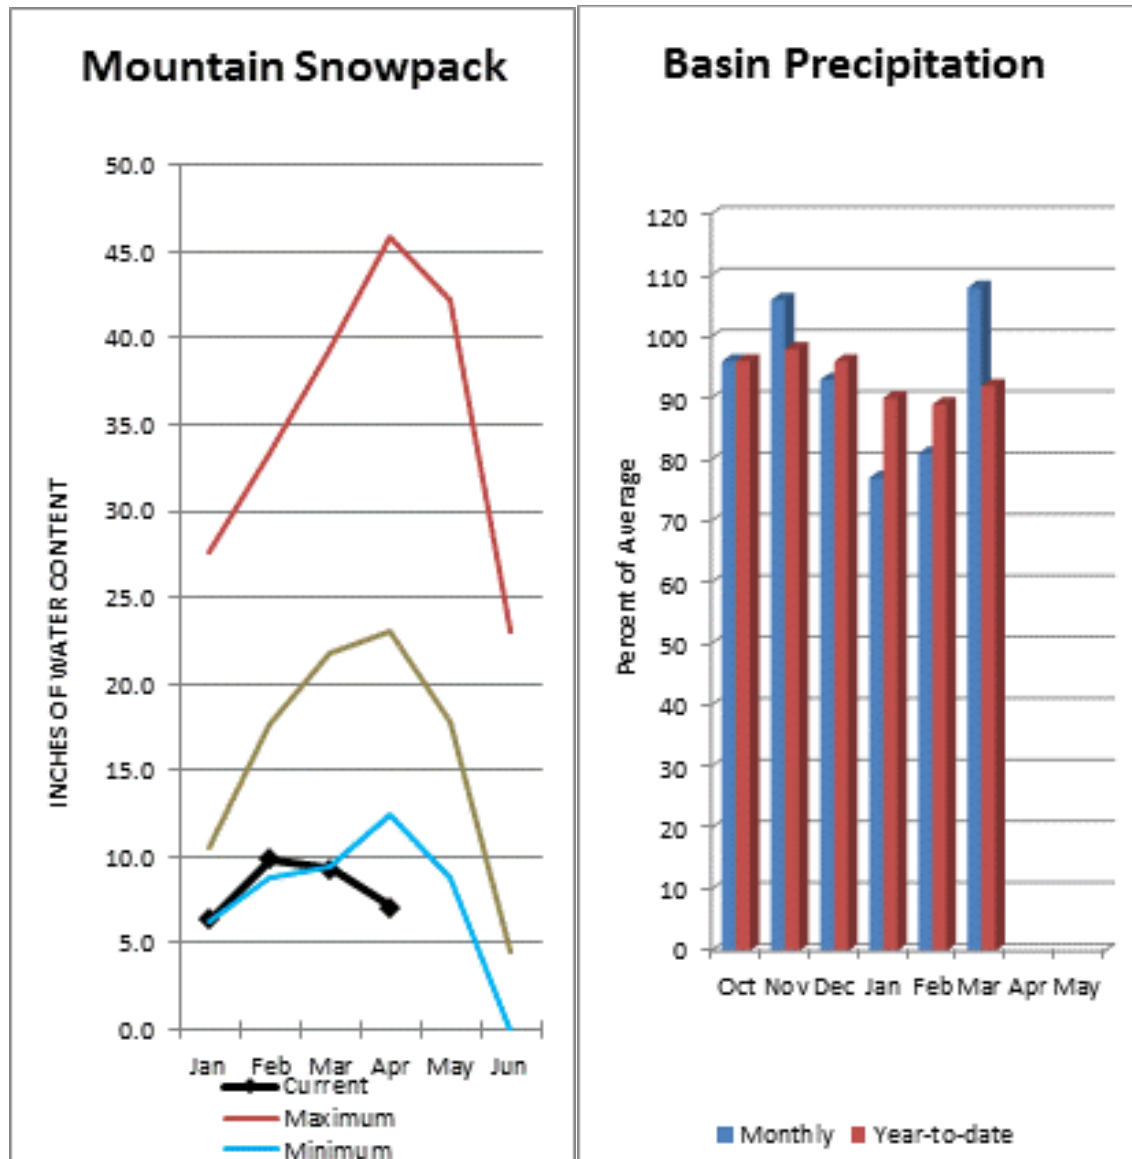 Mountain Snowpack
INCHES OF WATER CONTENT
50.0
45.0
40.0
35.0
30.0
25.0
20.0
15.0
10.0
5.0
0.0
Jan Feb Mar Apr May Jun
Current
Maximum
Minimum
Basin Precipitation
Percent of Average
120
110
100
90
80
70
60
50
40
30
20
10
0
Oct Nov Dec Jan Feb Mar Apr May
Monthly Year-to-date